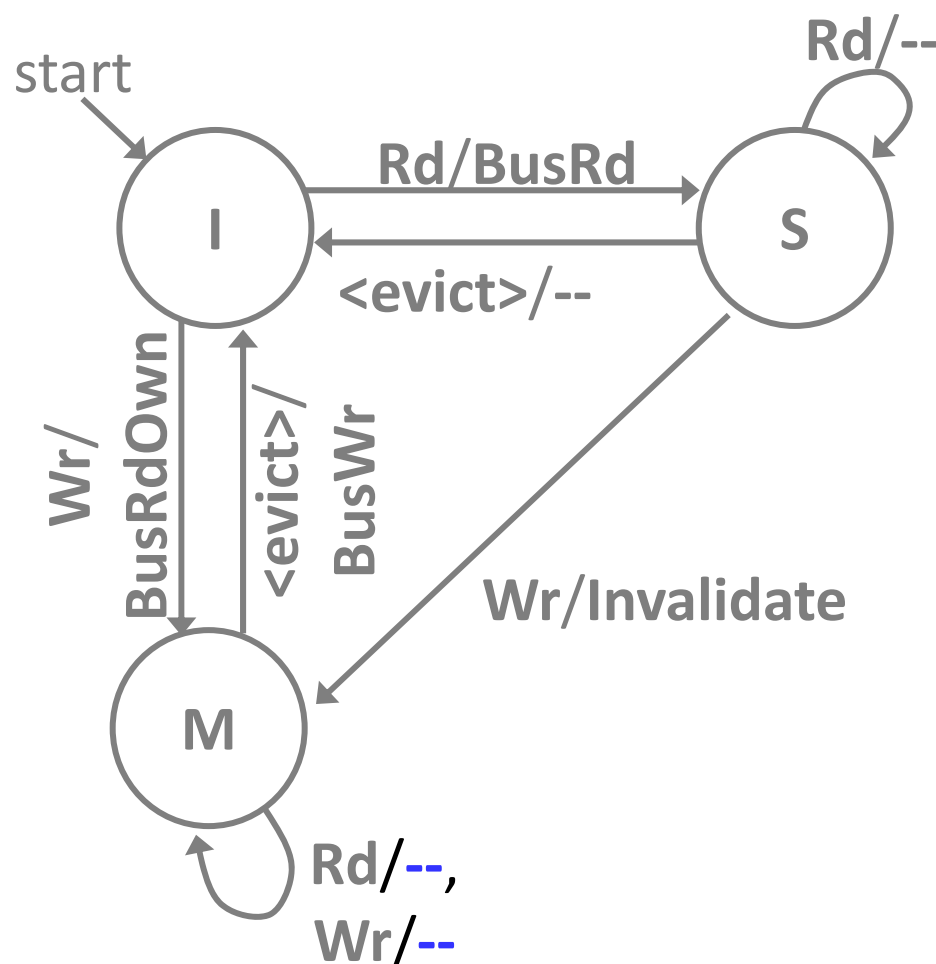 Rd/--
start
Rd/BusRd
I
S
<evict>/--
Wr/
BusRdOwn
<evict>/
BusWr
Wr/Invalidate
M
Rd/--,
Wr/--